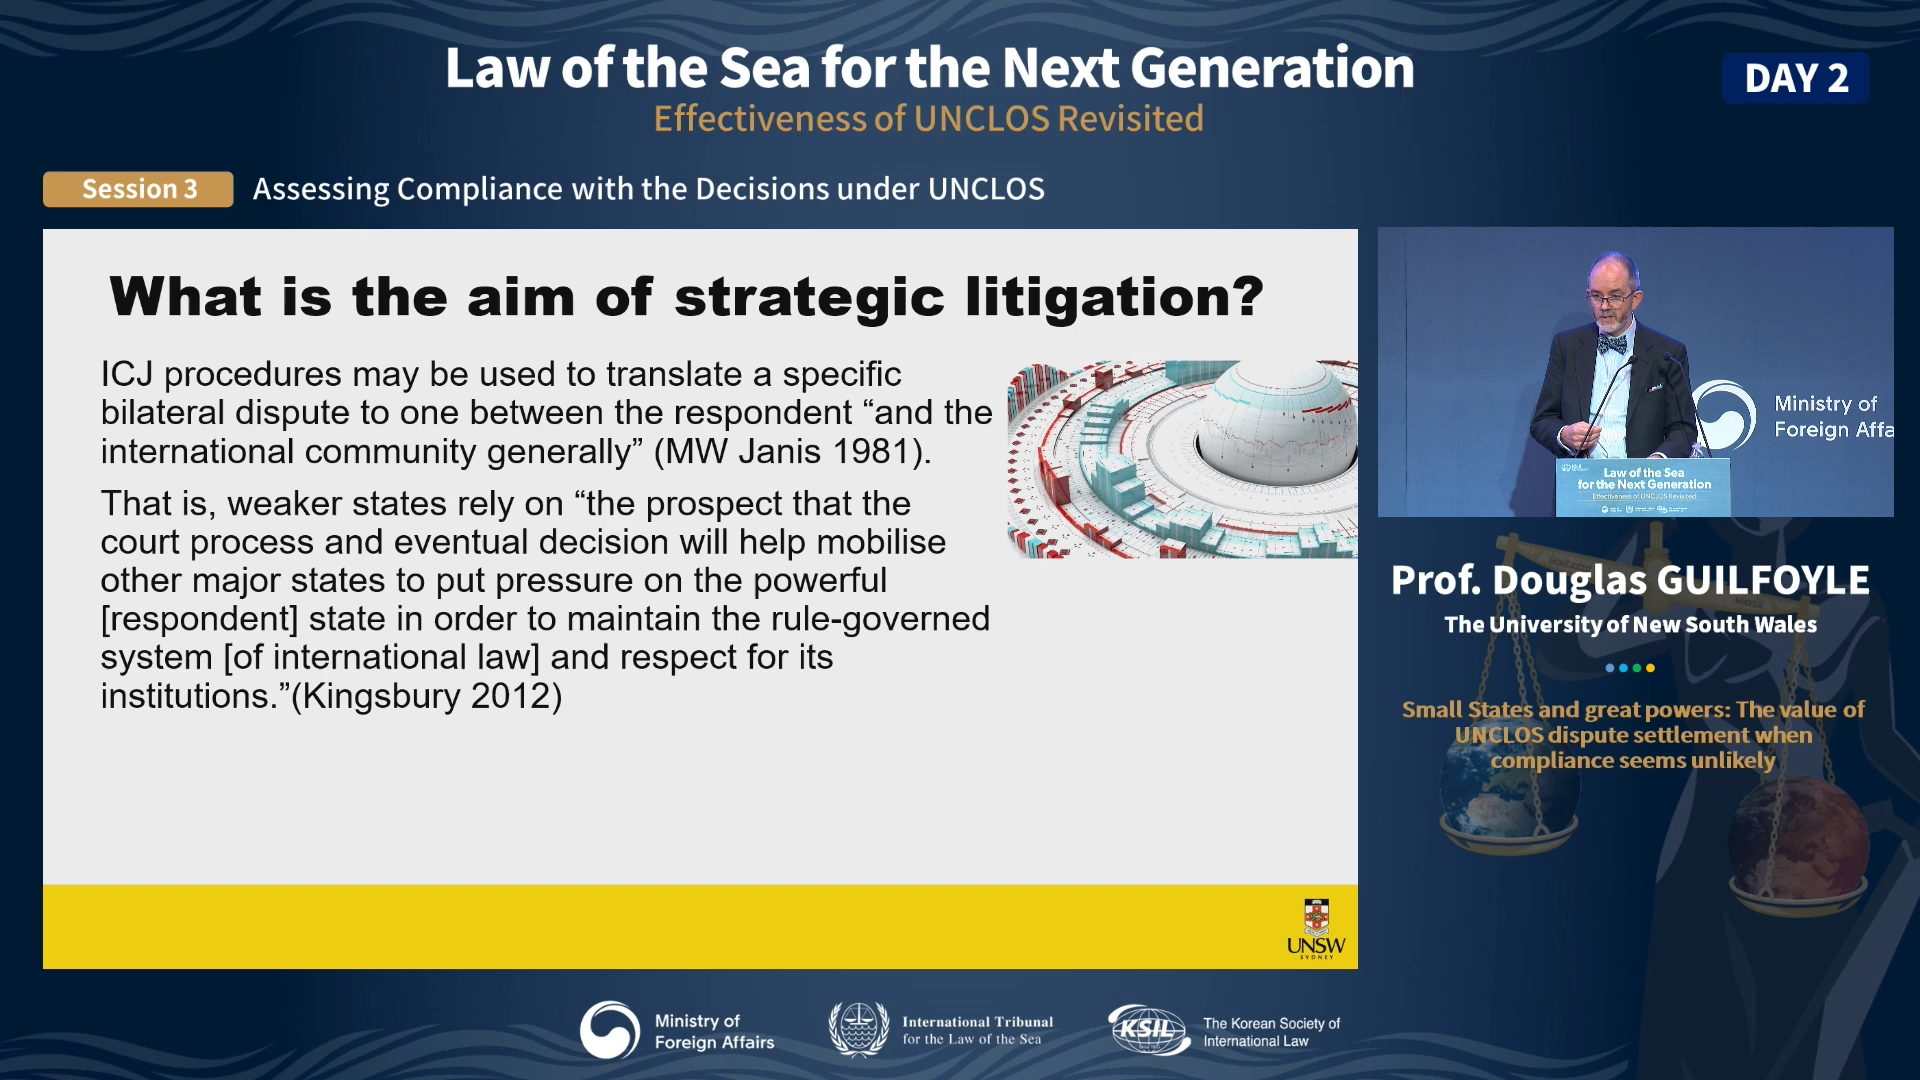 Law of the Sea for the Next Generation
Effectiveness of UNCLOS Revisited
DAY 2
Session 3
Assessing Compliance with the Decisions under UNCLOS
What is the aim of strategic litigation?
ICJ procedures may be used to translate a specific
bilateral dispute to one between the respondent “and the
international community generally” (MW Janis 1981).
That is, weaker states rely on “the prospect that the
court process and eventual decision will help mobilise
other major states to put pressure on the powerful
[respondent] state in order to maintain the rule-governed
system [of international law] and respect for its
institutions.”(Kingsbury 2012)
UNSW
SYDNEY
Ministry of
Foreign Affa
Law of the Sea
for the Next Generation
Effectiveness of UNCLOS Revisited
Prof. Douglas GUILFOYLE
The University of New South Wales
Small States and great powers: The value of
UNCLOS dispute settlement when
compliance seems unlikely
Ministry of
Foreign Affairs
International Tribunal
for the Law of the Sea
KSIL
The Korean Society of
International Law